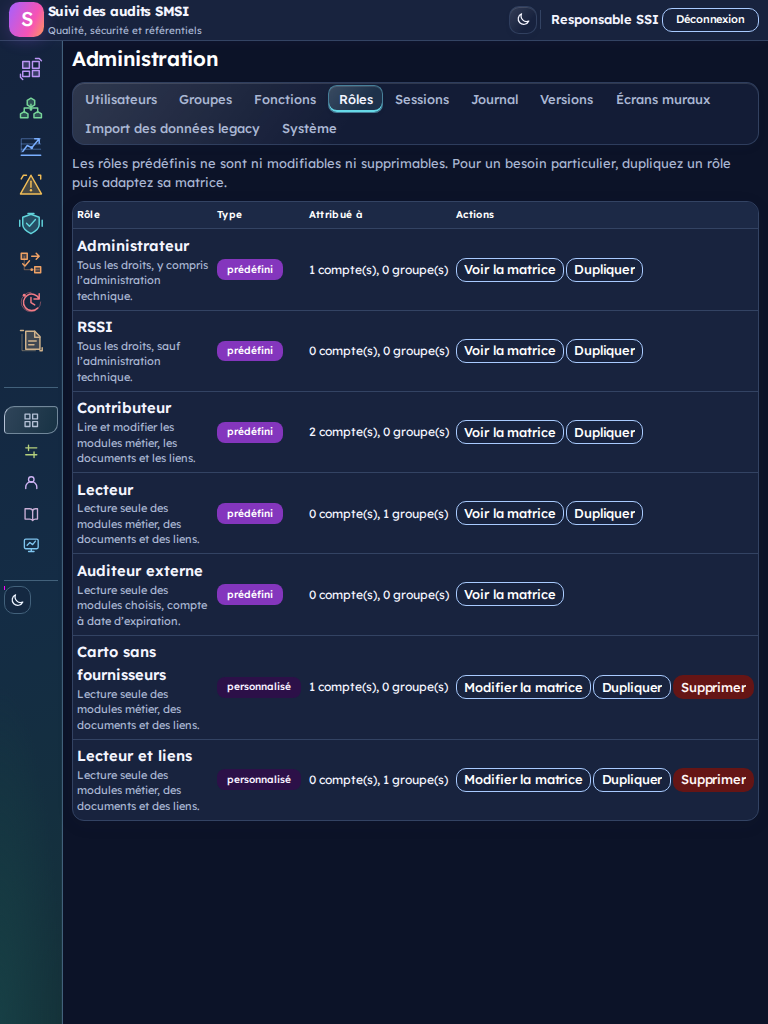 S
Suivi des audits SMSI
Qualité, sécurité et référentiels
Responsable SSI
Déconnexion
Administration
Utilisateurs Groupes Fonctions Rôles Sessions Journal Versions Écrans muraux
Import des données legacy Système
Les rôles prédéfinis ne sont ni modifiables ni supprimables. Pour un besoin particulier, dupliquez un rôle
puis adaptez sa matrice.
Rôle Type Attribué à Actions
Administrateur
Tous les droits, y compris
l’administration
technique.
prédéfini 1 compte(s), 0 groupe(s) Voir la matrice Dupliquer
RSSI
Tous les droits, sauf
l’administration
technique.
prédéfini 0 compte(s), 0 groupe(s) Voir la matrice Dupliquer
Contributeur
Lire et modifier les
modules métier, les
documents et les liens.
prédéfini 2 compte(s), 0 groupe(s) Voir la matrice Dupliquer
Lecteur
Lecture seule des
modules métier, des
documents et des liens.
prédéfini 0 compte(s), 1 groupe(s) Voir la matrice Dupliquer
Auditeur externe
Lecture seule des
modules choisis, compte
à date d’expiration.
prédéfini 0 compte(s), 0 groupe(s) Voir la matrice
Carto sans
fournisseurs
Lecture seule des
modules métier, des
documents et des liens.
personnalisé 1 compte(s), 0 groupe(s) Modifier la matrice Dupliquer Supprimer
Lecteur et liens
Lecture seule des
modules métier, des
documents et des liens.
personnalisé 0 compte(s), 1 groupe(s) Modifier la matrice Dupliquer Supprimer